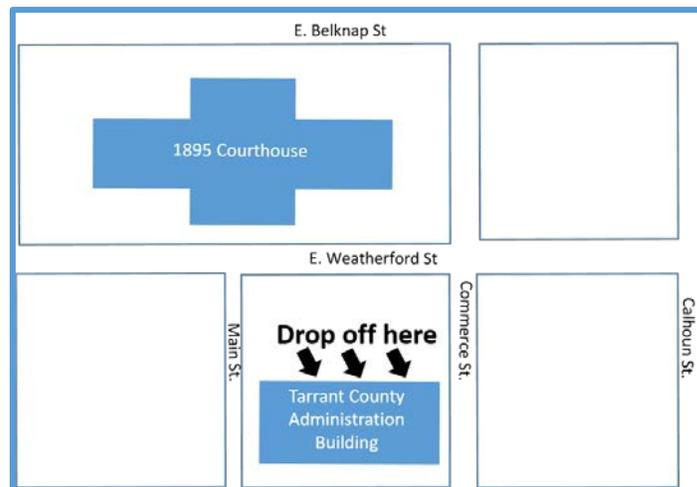 E. Belknap St
1895 Courthouse
E. Weatherford St
Main St.
Drop off here
Commerce St.
Calhoun St.
Tarrant County
Administration
Building